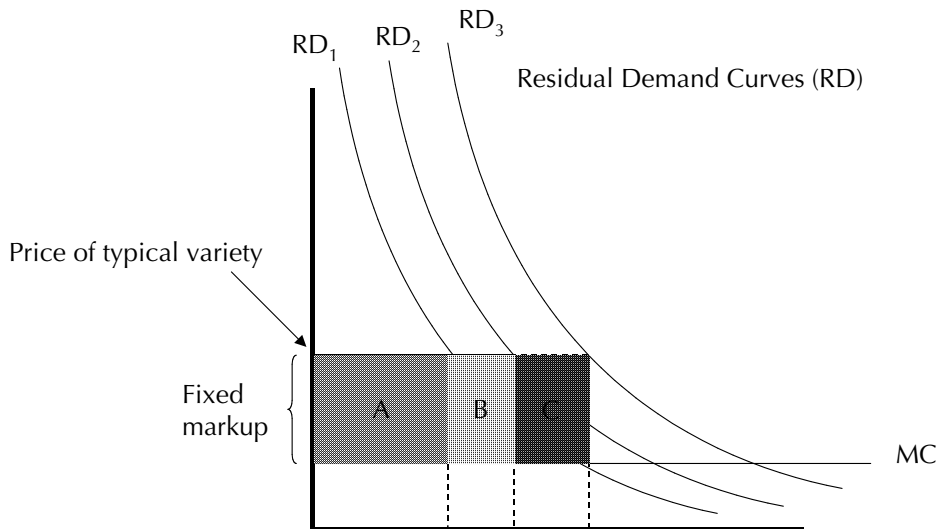 RD₁
RD₂
RD₃
Residual Demand Curves (RD)
Price of typical variety
Fixed
markup
A
B
C
MC